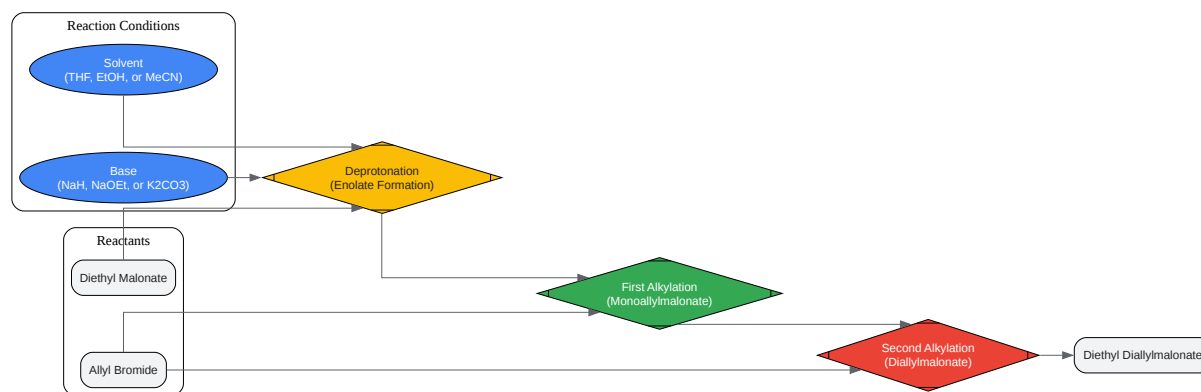 Reaction Conditions
Solvent
(THF, EtOH, or MeCN)
Base
(NaH, NaOEt, or K2CO3)
Deprotonation
(Enolate Formation)
Reactants
Diethyl Malonate
First Alkylation
(Monoallylmalonate)
Second Alkylation
(Diallylmalonate)
Diethyl Diallylmalonate
Allyl Bromide